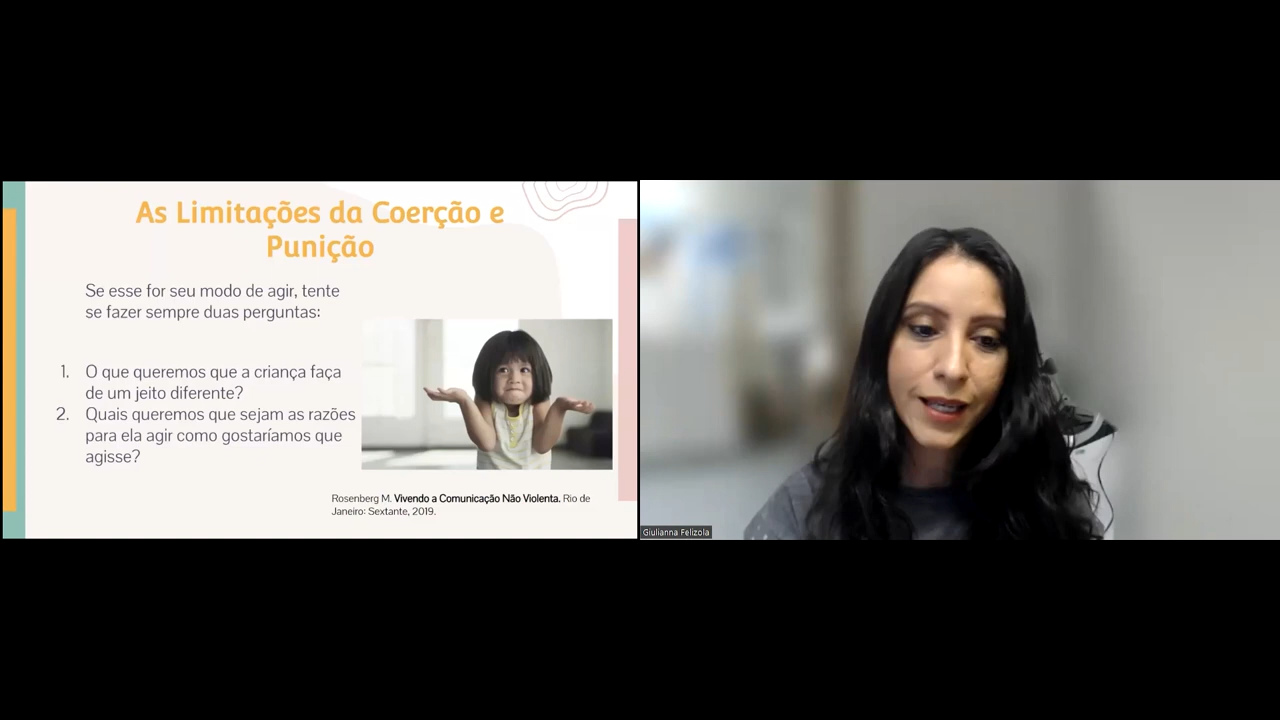 As Limitações da Coerção e
Punição
Se esse for seu modo de agir, tente
se fazer sempre duas perguntas:
1. O que queremos que a criança faça
de um jeito diferente?
2. Quais queremos que sejam as razões
para ela agir como gostaríamos que
agisse?
Rosenberg M. Vivendo a Comunicação Não Violenta. Rio de
Janeiro: Sextante, 2019.
Giulianna Felizola